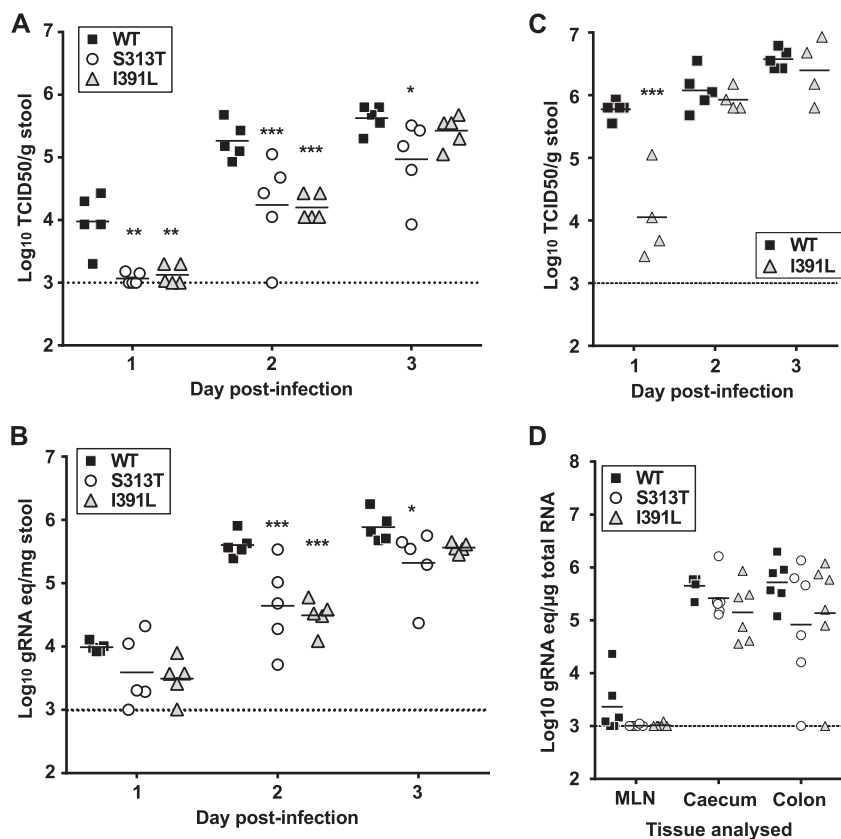 A
WT
S313T
I391L
Log10 TCID50/g stool
7
6
5
4
3
2
** ** *** *** *
1 2 3
Day post-infection
B
WT
S313T
I391L
Log10 gRNA eq/mg stool
7
6
5
4
3
2
*** *** *
1 2 3
Day post-infection
C
Log10 TCID50/g stool
7
6
5
4
3
2
***
WT
I391L
1 2 3
Day post-infection
D
WT
S313T
I391L
Log10 gRNA eq/µg total RNA
8
7
6
5
4
3
2
MLN Caecum Colon
Tissue analysed